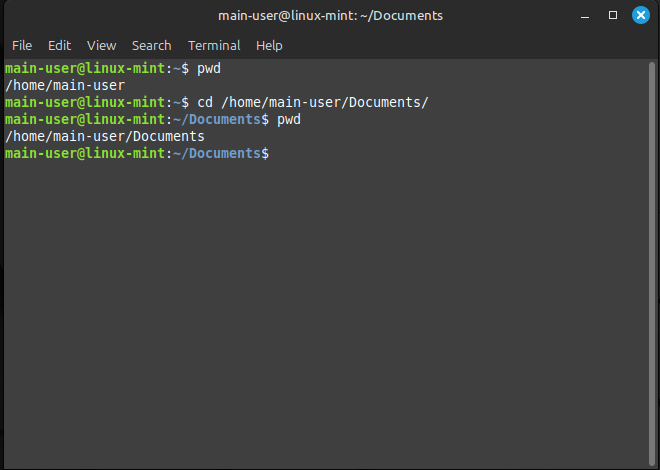 main-user@linux-mint: ~/Documents
File Edit View Search Terminal Help
main-user@linux-mint:~$ pwd
/home/main-user
main-user@linux-mint:~$ cd /home/main-user/Documents/
main-user@linux-mint:~/Documents$ pwd
/home/main-user/Documents
main-user@linux-mint:~/Documents$